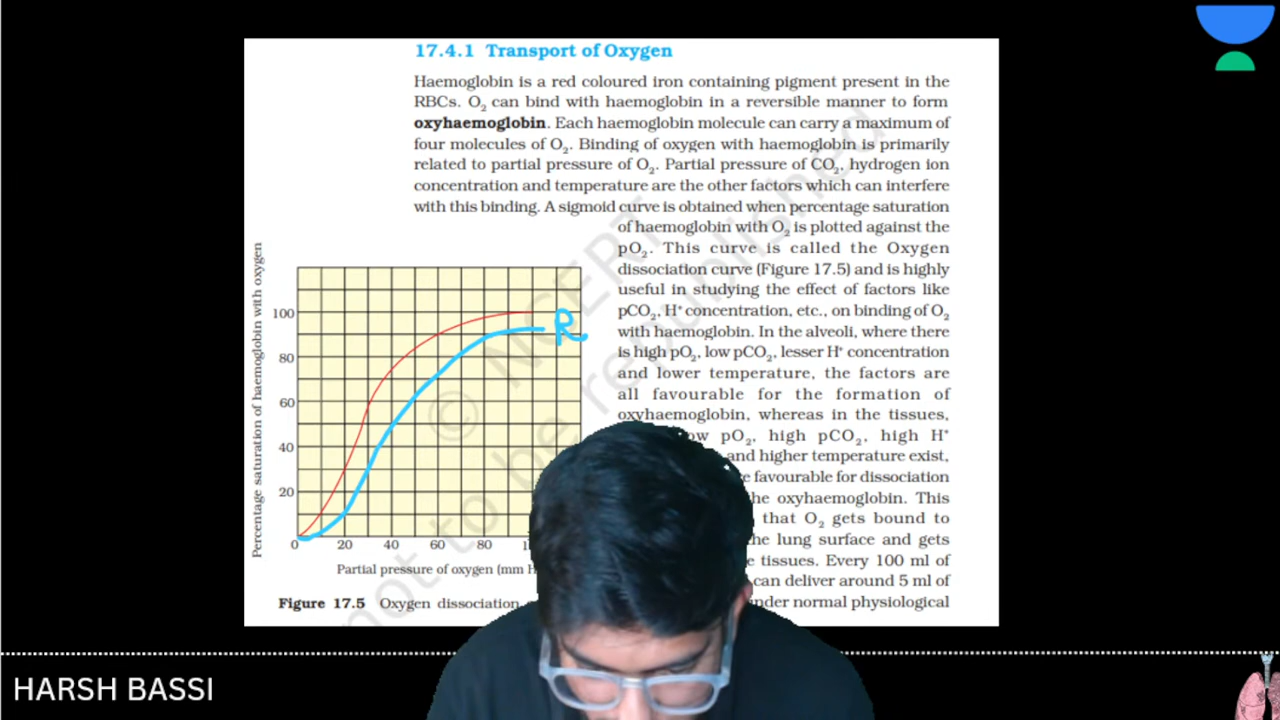 17.4.1 Transport of Oxygen
Haemoglobin is a red coloured iron containing pigment present in the
RBCs. O₂ can bind with haemoglobin in a reversible manner to form
oxyhaemoglobin. Each haemoglobin molecule can carry a maximum of
four molecules of O₂. Binding of oxygen with haemoglobin is primarily
related to partial pressure of O₂. Partial pressure of CO₂, hydrogen ion
concentration and temperature are the other factors which can interfere
with this binding. A sigmoid curve is obtained when percentage saturation
of haemoglobin with O₂ is plotted against the
pO₂. This curve is called the Oxygen
dissociation curve (Figure 17.5) and is highly
useful in studying the effect of factors like
pCO₂, H⁺ concentration, etc., on binding of O₂
with haemoglobin. In the alveoli, where there
is high pO₂, low pCO₂, lesser H⁺ concentration
and lower temperature, the factors are
all favourable for the formation of
oxyhaemoglobin, whereas in the tissues,
pO₂, high pCO₂, high H⁺
and higher temperature exist,
favourable for dissociation
oxyhaemoglobin. This
that O₂ gets bound to
lung surface and gets
tissues. Every 100 ml of
can deliver around 5 ml of
under normal physiological
Percentage saturation of haemoglobin with oxygen
100
80
60
40
20
0 20 40 60 80
R
Partial pressure of oxygen (mm
Figure 17.5 Oxygen dissociation
© NCERT
not to be republished
HARSH BASSI